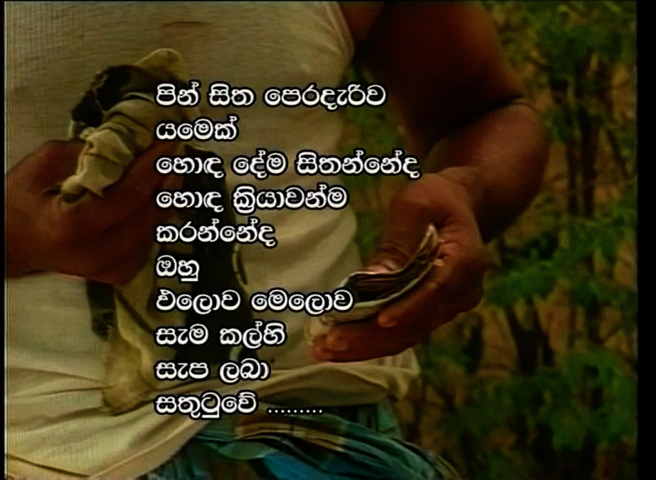 පින් සිත පෙරදැරිව
යමෙක්
හොඳ දේම සිතන්නේද
හොඳ ක්‍රියාවන්ම
කරන්නේද
ඔහු
එලොව මෙලොව
සැම කල්හි
සැප ලබා
සතුටුවේ .........